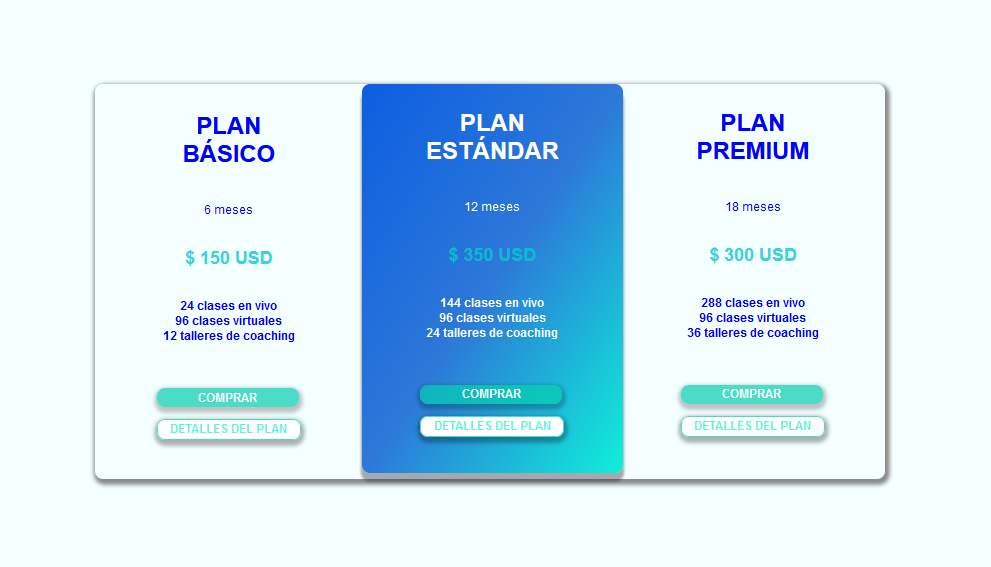 PLAN
BÁSICO
6 meses
$ 150 USD
24 clases en vivo
96 clases virtuales
12 talleres de coaching
COMPRAR
DETALLES DEL PLAN
PLAN
ESTÁNDAR
12 meses
$ 350 USD
144 clases en vivo
96 clases virtuales
24 talleres de coaching
COMPRAR
DETALLES DEL PLAN
PLAN
PREMIUM
18 meses
$ 300 USD
288 clases en vivo
96 clases virtuales
36 talleres de coaching
COMPRAR
DETALLES DEL PLAN